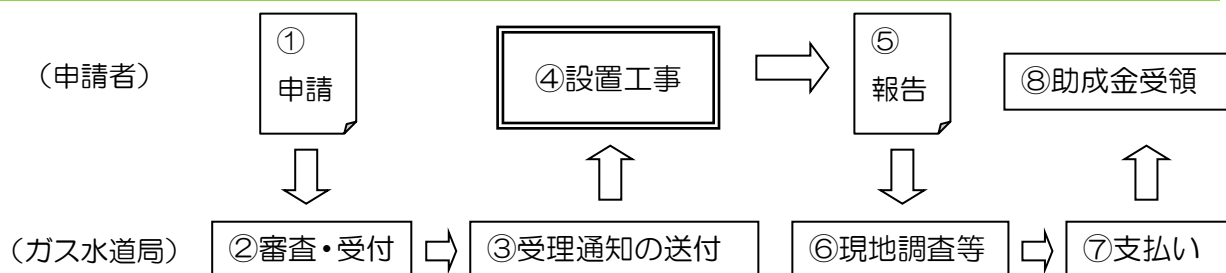 （申請者）
①
申請
④設置工事
⑤
報告
⑧助成金受領
（ガス水道局）
②審査・受付
③受理通知の送付
⑥現地調査等
⑦支払い